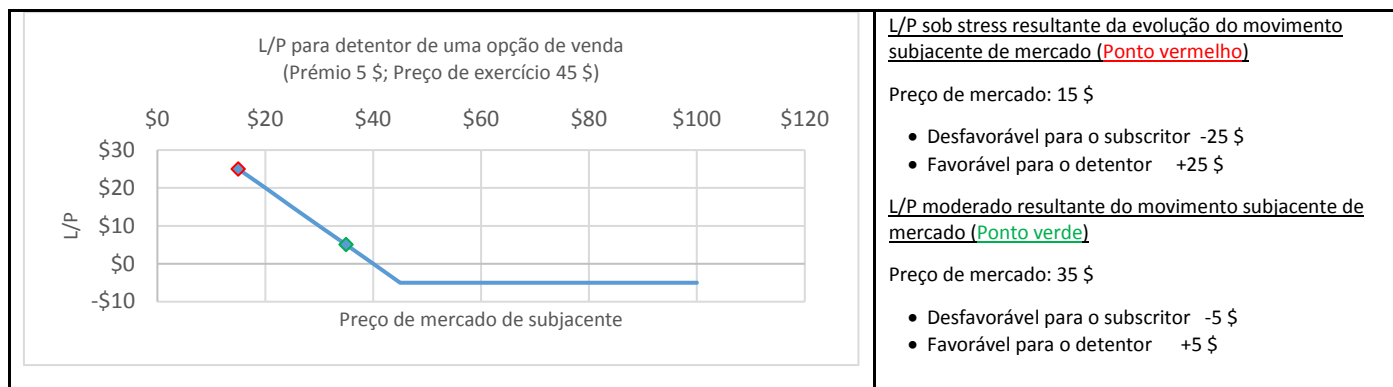 L/P para detentor de uma opção de venda
(Prémio 5 $; Preço de exercício 45 $)
$0 $20 $40 $60 $80 $100 $120
$30
$20
$10
$0
-$10
L/P
Preço de mercado de subjacente
L/P sob stress resultante da evolução do movimento
subjacente de mercado (Ponto vermelho)
Preço de mercado: 15 $
• Desfavorável para o subscritor -25 $
• Favorável para o detentor +25 $
L/P moderado resultante do movimento subjacente de
mercado (Ponto verde)
Preço de mercado: 35 $
• Desfavorável para o subscritor -5 $
• Favorável para o detentor +5 $